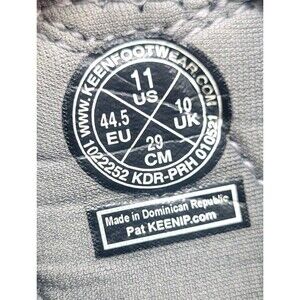 WWW.KEENFOOTWEAR.COM
11
US
44.5
EU
10
UK
29
CM
1022252 KDR-PRH 010521
Made in Dominican Republic
Pat KEENIP.com